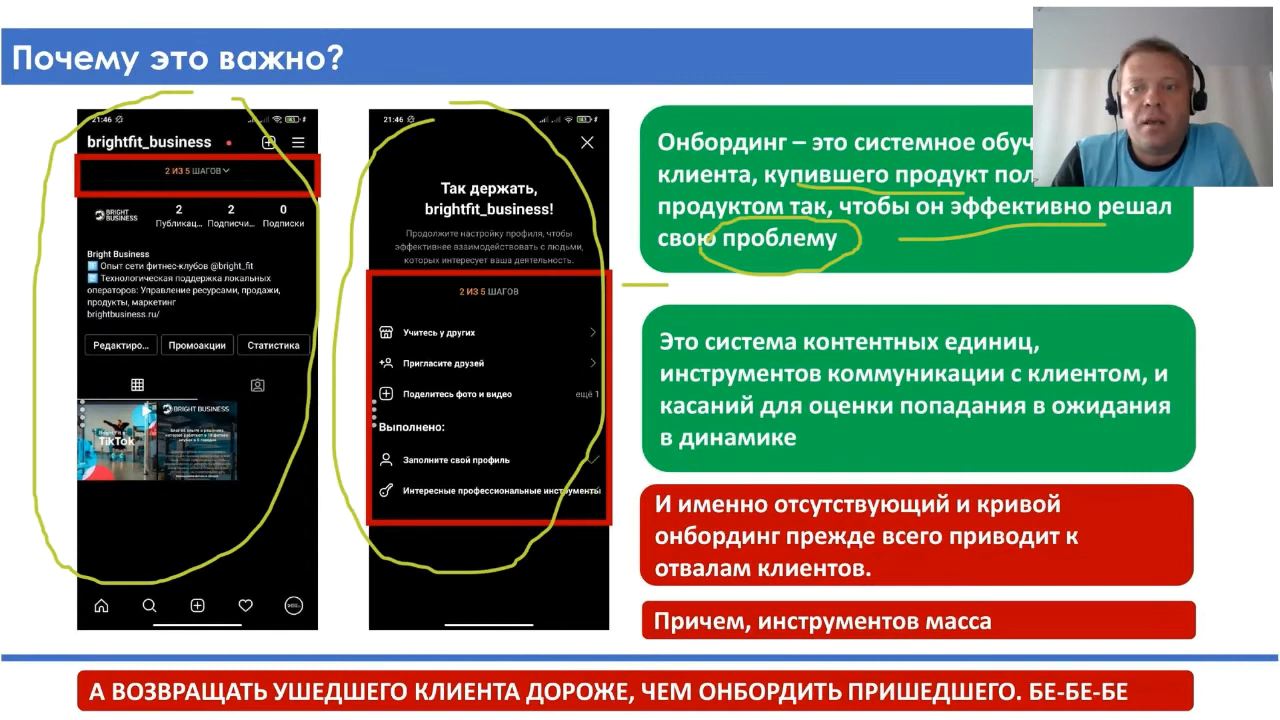 Почему это важно?
21:46
brightfit_business
2 ИЗ 5 ШАГОВ
BRIGHT
BUSINESS
2 2 0
Публикац... Подписчи... Подписки
Bright Business
Опыт сети фитнес-клубов @bright_fit
Технологическая поддержка локальных
операторов: Управление ресурсами, продажи,
продукты, маркетинг
brightbusiness.ru/
Редактиро... Промоакции Статистика
TikTok
BRIGHT BUSINESS
21:46
Так держать,
brightfit_business!
Продолжите настройку профиля, чтобы
эффективнее взаимодействовать с людьми,
которых интересует ваша деятельность.
2 ИЗ 5 ШАГОВ
Учитесь у других
Пригласите друзей
Поделитесь фото и видео ещё 1
Выполнено:
Заполните свой профиль
Интересные профессиональные инструменты
Онбординг – это системное обуч
клиента, купившего продукт пол
продуктом так, чтобы он эффективно решал
свою проблему
Это система контентных единиц,
инструментов коммуникации с клиентом, и
касаний для оценки попадания в ожидания
в динамике
И именно отсутствующий и кривой
онбординг прежде всего приводит к
отвалам клиентов.
Причем, инструментов масса
А ВОЗВРАЩАТЬ УШЕДШЕГО КЛИЕНТА ДОРОЖЕ, ЧЕМ ОНБОРДИТЬ ПРИШЕДШЕГО. БЕ-БЕ-БЕ